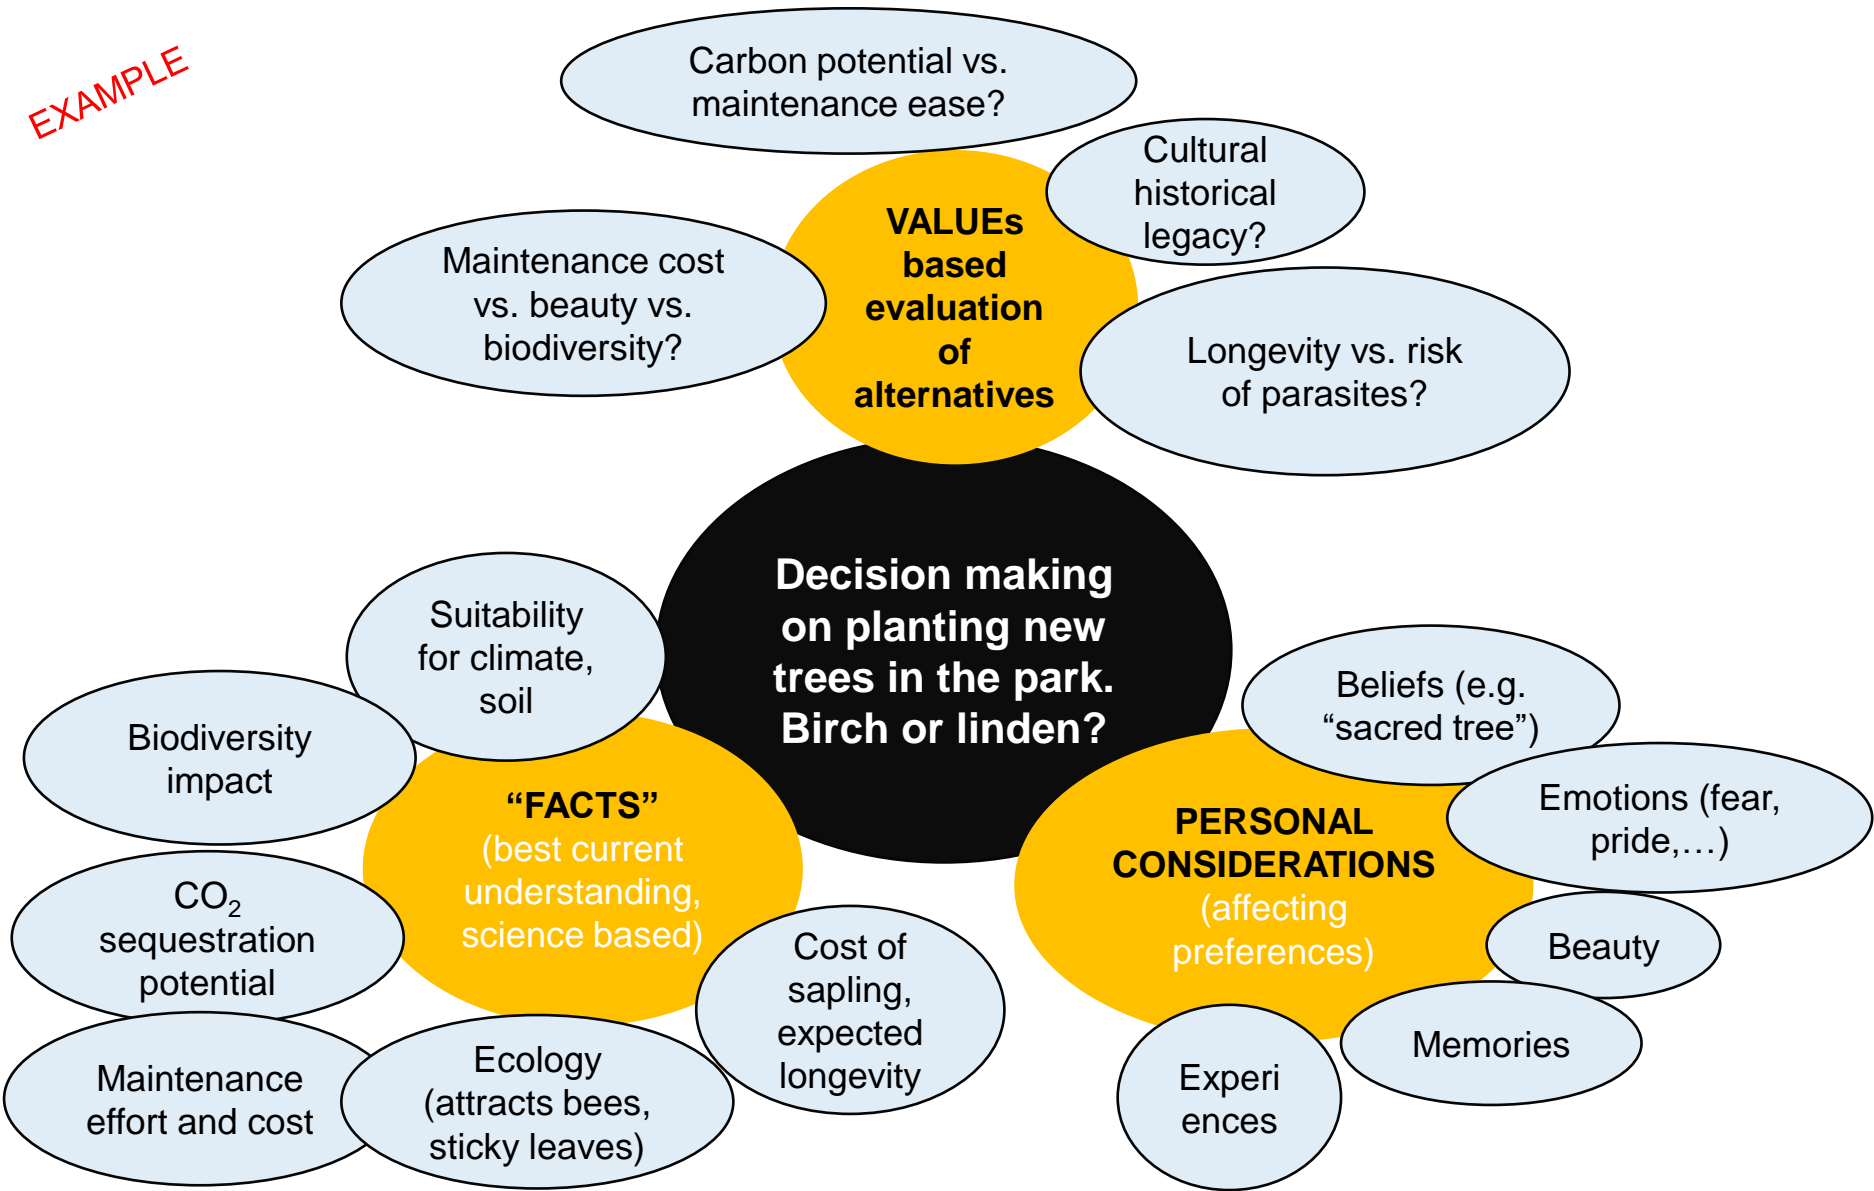 EXAMPLE
Carbon potential vs.
maintenance ease?
Cultural
historical
legacy?
VALUEs
based
evaluation
of
alternatives
Maintenance cost
vs. beauty vs.
biodiversity?
Longevity vs. risk
of parasites?
Decision making
on planting new
trees in the park.
Birch or linden?
Suitability
for climate,
soil
Biodiversity
impact
“FACTS”
(best current
understanding,
science based)
CO₂
sequestration
potential
Maintenance
effort and cost
Ecology
(attracts bees,
sticky leaves)
Cost of
sapling,
expected
longevity
Beliefs (e.g.
“sacred tree”)
Emotions (fear,
pride,…)
PERSONAL
CONSIDERATIONS
(affecting
preferences)
Beauty
Memories
Experi
ences